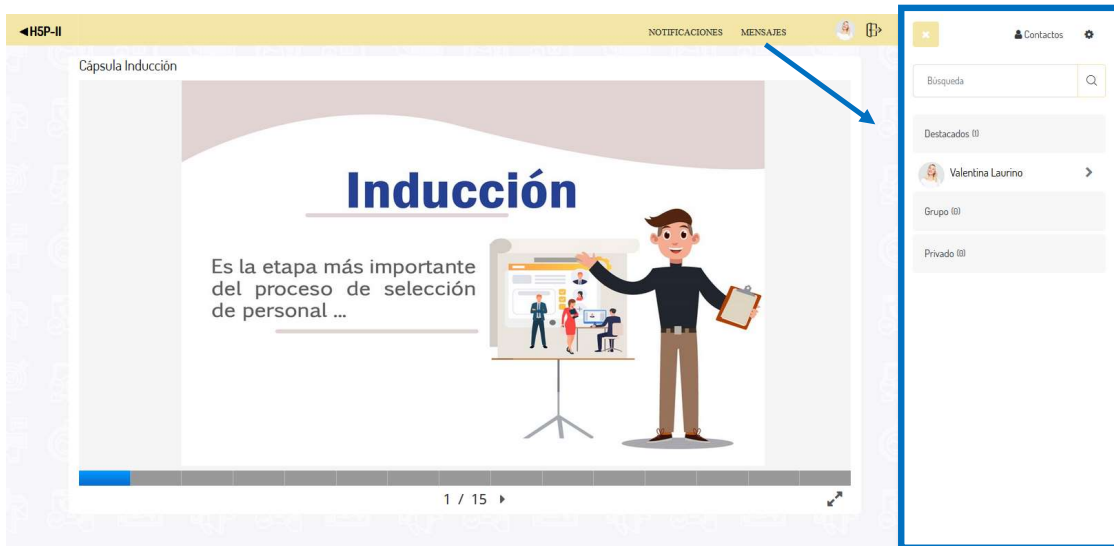 ◄H5P-II
NOTIFICACIONES MENSAJES
Cápsula Inducción
Inducción
Es la etapa más importante
del proceso de selección
de personal ...
1 / 15
Contactos
Búsqueda
Destacados (1)
Valentina Laurino
Grupo (0)
Privado (0)